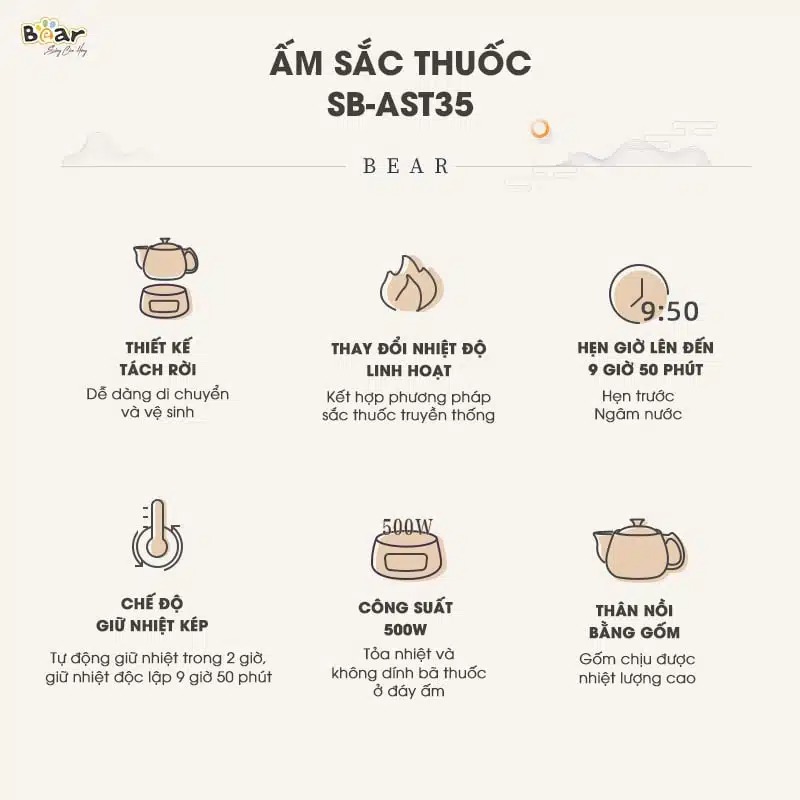 Bear
ẤM SẮC THUỐC
SB-AST35
BEAR
9:50
THIẾT KẾ
TÁCH RỜI
Dễ dàng di chuyển
và vệ sinh
THAY ĐỔI NHIỆT ĐỘ
LINH HOẠT
Kết hợp phương pháp
sắc thuốc truyền thống
HẸN GIỜ LÊN ĐẾN
9 GIỜ 50 PHÚT
Hẹn trước
Ngâm nước
CHẾ ĐỘ
GIỮ NHIỆT KÉP
Tự động giữ nhiệt trong 2 giờ,
giữ nhiệt độc lập 9 giờ 50 phút
500W
CÔNG SUẤT
500W
Tỏa nhiệt và
không dính bã thuốc
ở đáy ấm
THÂN NỒI
BẰNG GỐM
Gốm chịu được
nhiệt lượng cao